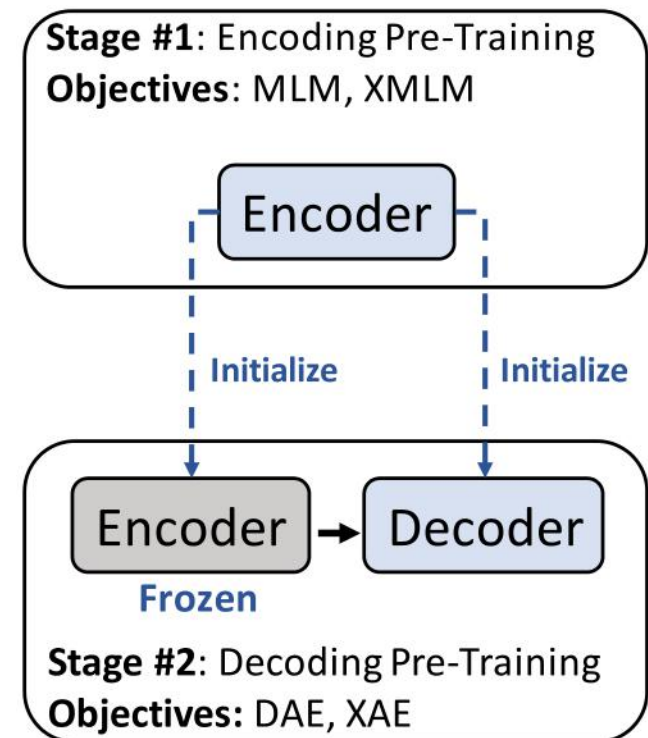 Stage #1: Encoding Pre-Training
Objectives: MLM, XMLM
Encoder
Initialize
Initialize
Encoder
Decoder
Frozen
Stage #2: Decoding Pre-Training
Objectives: DAE, XAE